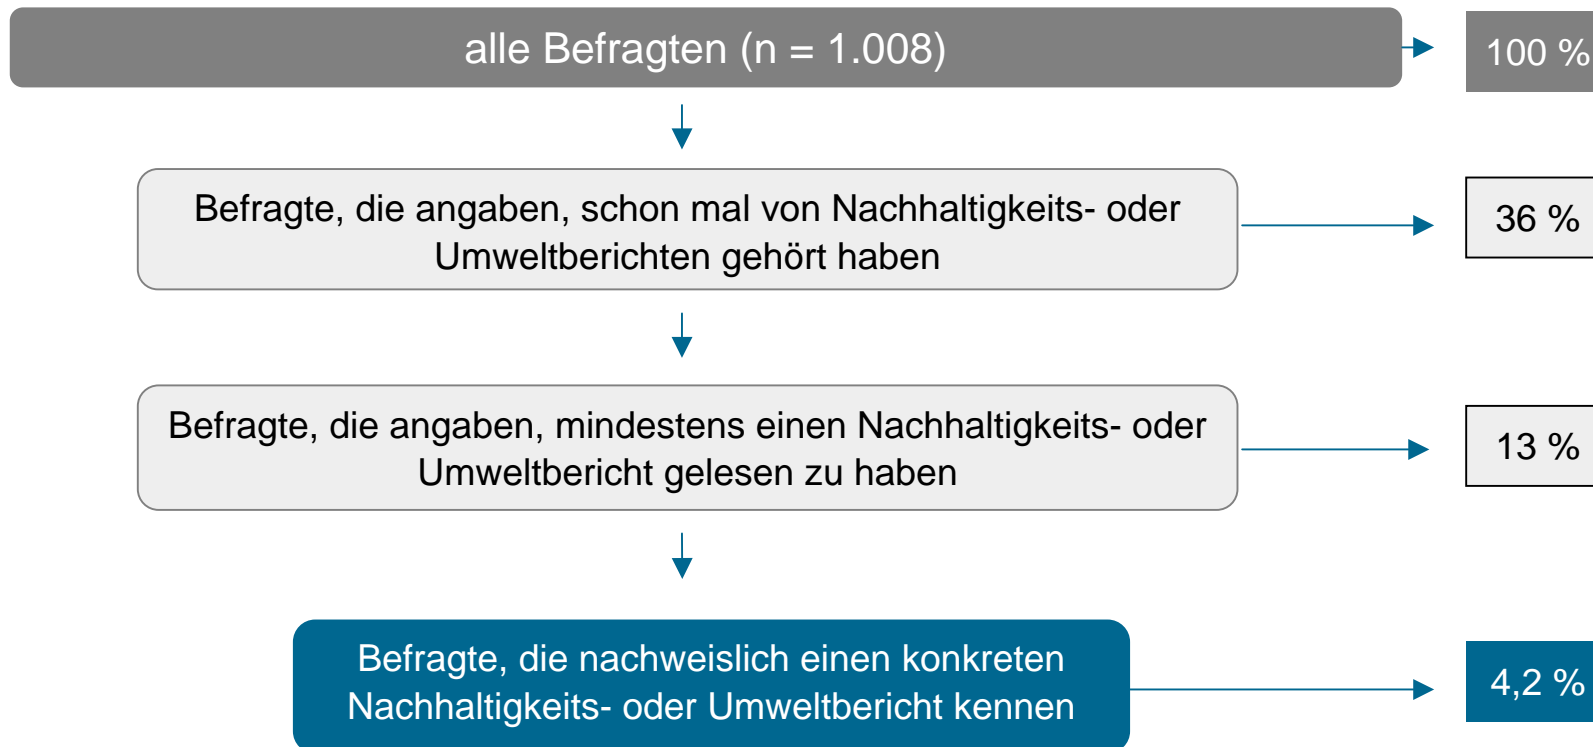 alle Befragten (n = 1.008)
100 %
Befragte, die angaben, schon mal von Nachhaltigkeits- oder
Umweltberichten gehört haben
36 %
Befragte, die angaben, mindestens einen Nachhaltigkeits- oder
Umweltbericht gelesen zu haben
13 %
Befragte, die nachweislich einen konkreten
Nachhaltigkeits- oder Umweltbericht kennen
4,2 %